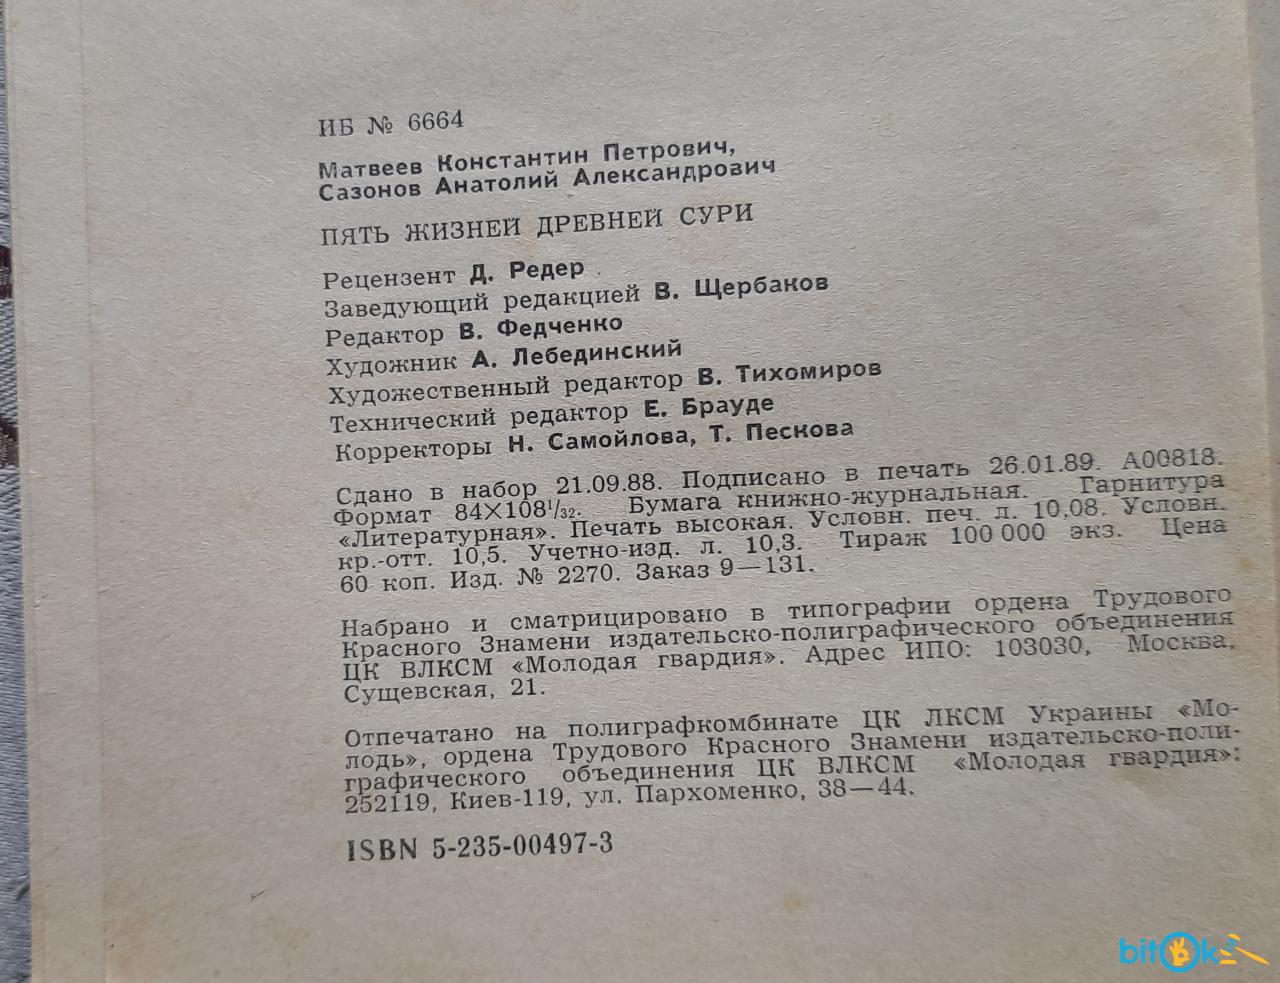 ИБ № 6664
Матвеев Константин Петрович,
Сазонов Анатолий Александрович
ПЯТЬ ЖИЗНЕЙ ДРЕВНЕЙ СУРИ
Рецензент Д. Редер
Заведующий редакцией В. Щербаков
Редактор В. Федченко
Художник А. Лебединский
Художественный редактор В. Тихомиров
Технический редактор Е. Брауде
Корректоры Н. Самойлова, Т. Пескова
Сдано в набор 21.09.88. Подписано в печать 26.01.89. А00818.
Формат 84×108¹/₃₂. Бумага книжно-журнальная. Гарнитура
«Литературная». Печать высокая. Условн. печ. л. 10,08. Условн.
кр.-отт. 10,5. Учетно-изд. л. 10,3. Тираж 100 000 экз. Цена
60 коп. Изд. № 2270. Заказ 9—131.
Набрано и сматрицировано в типографии ордена Трудового
Красного Знамени издательско-полиграфического объединения
ЦК ВЛКСМ «Молодая гвардия». Адрес ИПО: 103030, Москва,
Сущевская, 21.
Отпечатано на полиграфкомбинате ЦК ЛКСМ Украины «Мо-
лодь», ордена Трудового Красного Знамени издательско-поли-
графического объединения ЦК ВЛКСМ «Молодая гвардия»:
252119, Киев-119, ул. Пархоменко, 38—44.
ISBN 5-235-00497-3
bitOk